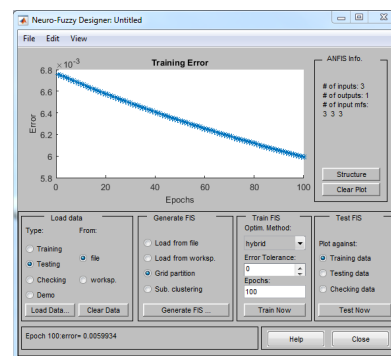 Neuro-Fuzzy Designer: Untitled
File Edit View
Training Error
×10^-3
6.8
6.6
6.4
6.2
6
5.8
Error
0 20 40 60 80 100
Epochs
ANFIS Info.
# of inputs: 3
# of outputs: 1
# of input mfs:
3 3 3
Structure
Clear Plot
Load data
Type: From:
Training
Testing
Checking
Demo
file
worksp.
Load Data... Clear Data
Generate FIS
Load from file
Load from worksp.
Grid partition
Sub. clustering
Generate FIS ...
Train FIS
Optim. Method:
hybrid
Error Tolerance:
0
Epochs:
100
Train Now
Test FIS
Plot against:
Training data
Testing data
Checking data
Test Now
Epoch 100:error= 0.0059934
Help Close